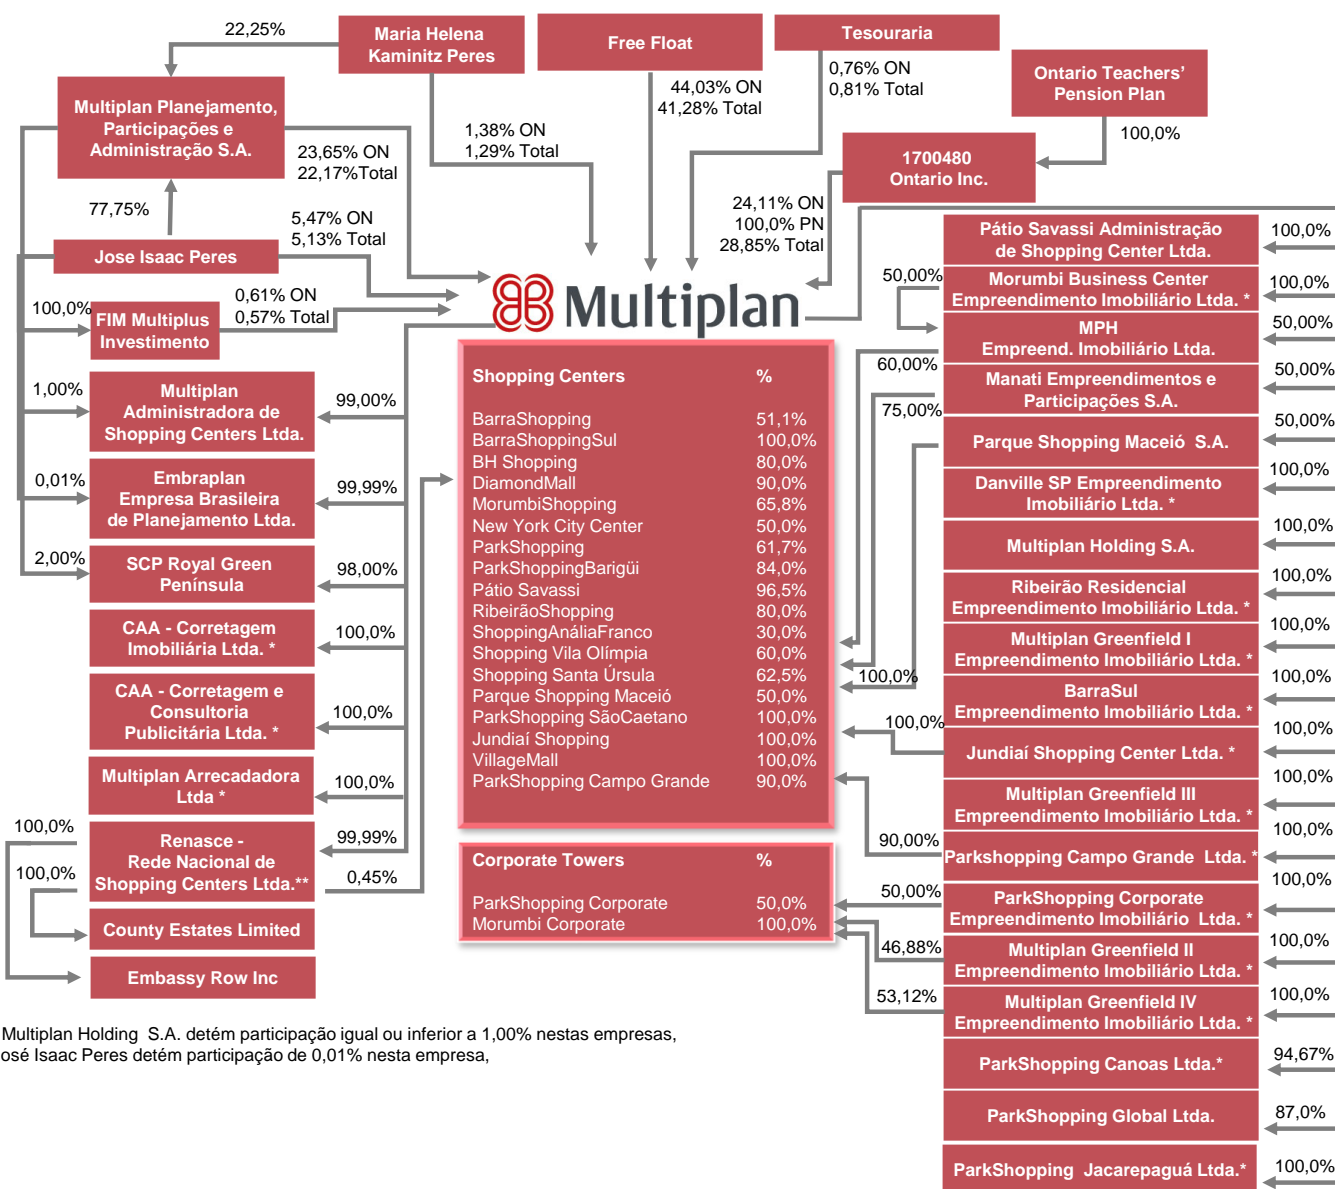 22,25%
Maria Helena
Kaminitz Peres
Free Float
Tesouraria
44,03% ON
41,28% Total
0,76% ON
0,81% Total
Ontario Teachers’
Pension Plan
100,0%
Multiplan Planejamento,
Participações e
Administração S.A.
23,65% ON
22,17%Total
1,38% ON
1,29% Total
1700480
Ontario Inc.
24,11% ON
100,0% PN
28,85% Total
77,75%
5,47% ON
5,13% Total
Jose Isaac Peres
100,0%
FIM Multiplus
Investimento
0,61% ON
0,57% Total
Multiplan
1,00%
Multiplan
Administradora de
Shopping Centers Ltda.
99,00%
0,01%
Embraplan
Empresa Brasileira
de Planejamento Ltda.
99,99%
2,00%
SCP Royal Green
Península
98,00%
CAA - Corretagem
Imobiliária Ltda. *
100,0%
CAA - Corretagem e
Consultoria
Publicitária Ltda. *
100,0%
Multiplan Arrecadadora
Ltda *
100,0%
100,0%
Renasce -
Rede Nacional de
Shopping Centers Ltda.**
99,99%
0,45%
100,0%
County Estates Limited
Embassy Row Inc
Shopping Centers %
BarraShopping 51,1%
BarraShoppingSul 100,0%
BH Shopping 80,0%
DiamondMall 90,0%
MorumbiShopping 65,8%
New York City Center 50,0%
ParkShopping 61,7%
ParkShoppingBarigüi 84,0%
Pátio Savassi 96,5%
RibeirãoShopping 80,0%
ShoppingAnáliaFranco 30,0%
Shopping Vila Olímpia 60,0%
Shopping Santa Úrsula 62,5%
Parque Shopping Maceió 50,0%
ParkShopping SãoCaetano 100,0%
Jundiaí Shopping 100,0%
VillageMall 100,0%
ParkShopping Campo Grande 90,0%
Corporate Towers %
ParkShopping Corporate 50,0%
Morumbi Corporate 100,0%
Pátio Savassi Administração
de Shopping Center Ltda.
100,0%
50,00%
Morumbi Business Center
Empreendimento Imobiliário Ltda. *
100,0%
MPH
Empreend. Imobiliário Ltda.
50,00%
60,00%
Manati Empreendimentos e
Participações S.A.
50,00%
75,00%
Parque Shopping Maceió S.A.
50,00%
100,0%
Danville SP Empreendimento
Imobiliário Ltda. *
100,0%
Multiplan Holding S.A.
100,0%
Ribeirão Residencial
Empreendimento Imobiliário Ltda. *
100,0%
Multiplan Greenfield I
Empreendimento Imobiliário Ltda. *
100,0%
BarraSul
Empreendimento Imobiliário Ltda. *
100,0%
100,0%
Jundiaí Shopping Center Ltda. *
100,0%
Multiplan Greenfield III
Empreendimento Imobiliário Ltda. *
100,0%
90,00%
Parkshopping Campo Grande Ltda. *
100,0%
50,00%
ParkShopping Corporate
Empreendimento Imobiliário Ltda. *
100,0%
46,88%
Multiplan Greenfield II
Empreendimento Imobiliário Ltda. *
100,0%
53,12%
Multiplan Greenfield IV
Empreendimento Imobiliário Ltda. *
100,0%
ParkShopping Canoas Ltda.*
94,67%
ParkShopping Global Ltda.
87,0%
ParkShopping Jacarepaguá Ltda.*
100,0%
Multiplan Holding S.A. detém participação igual ou inferior a 1,00% nestas empresas,
osé Isaac Peres detém participação de 0,01% nesta empresa,